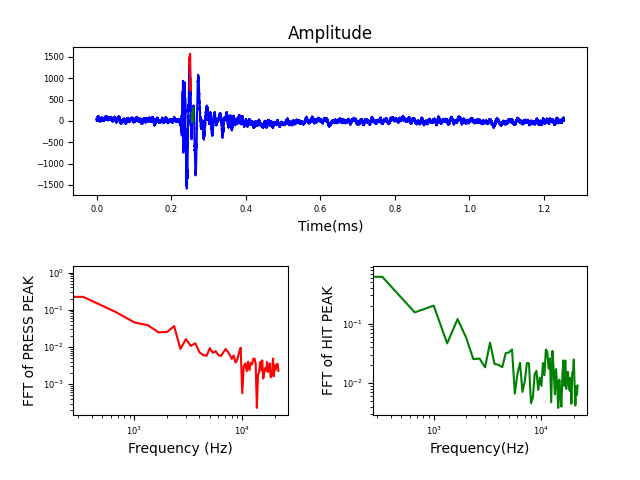 Amplitude
1500
1000
500
0
−500
−1000
−1500
0.0 0.2 0.4 0.6 0.8 1.0 1.2
Time(ms)
FFT of PRESS PEAK
10⁰
10⁻¹
10⁻²
10⁻³
10³ 10⁴
Frequency (Hz)
FFT of HIT PEAK
10⁻¹
10⁻²
10³ 10⁴
Frequency(Hz)